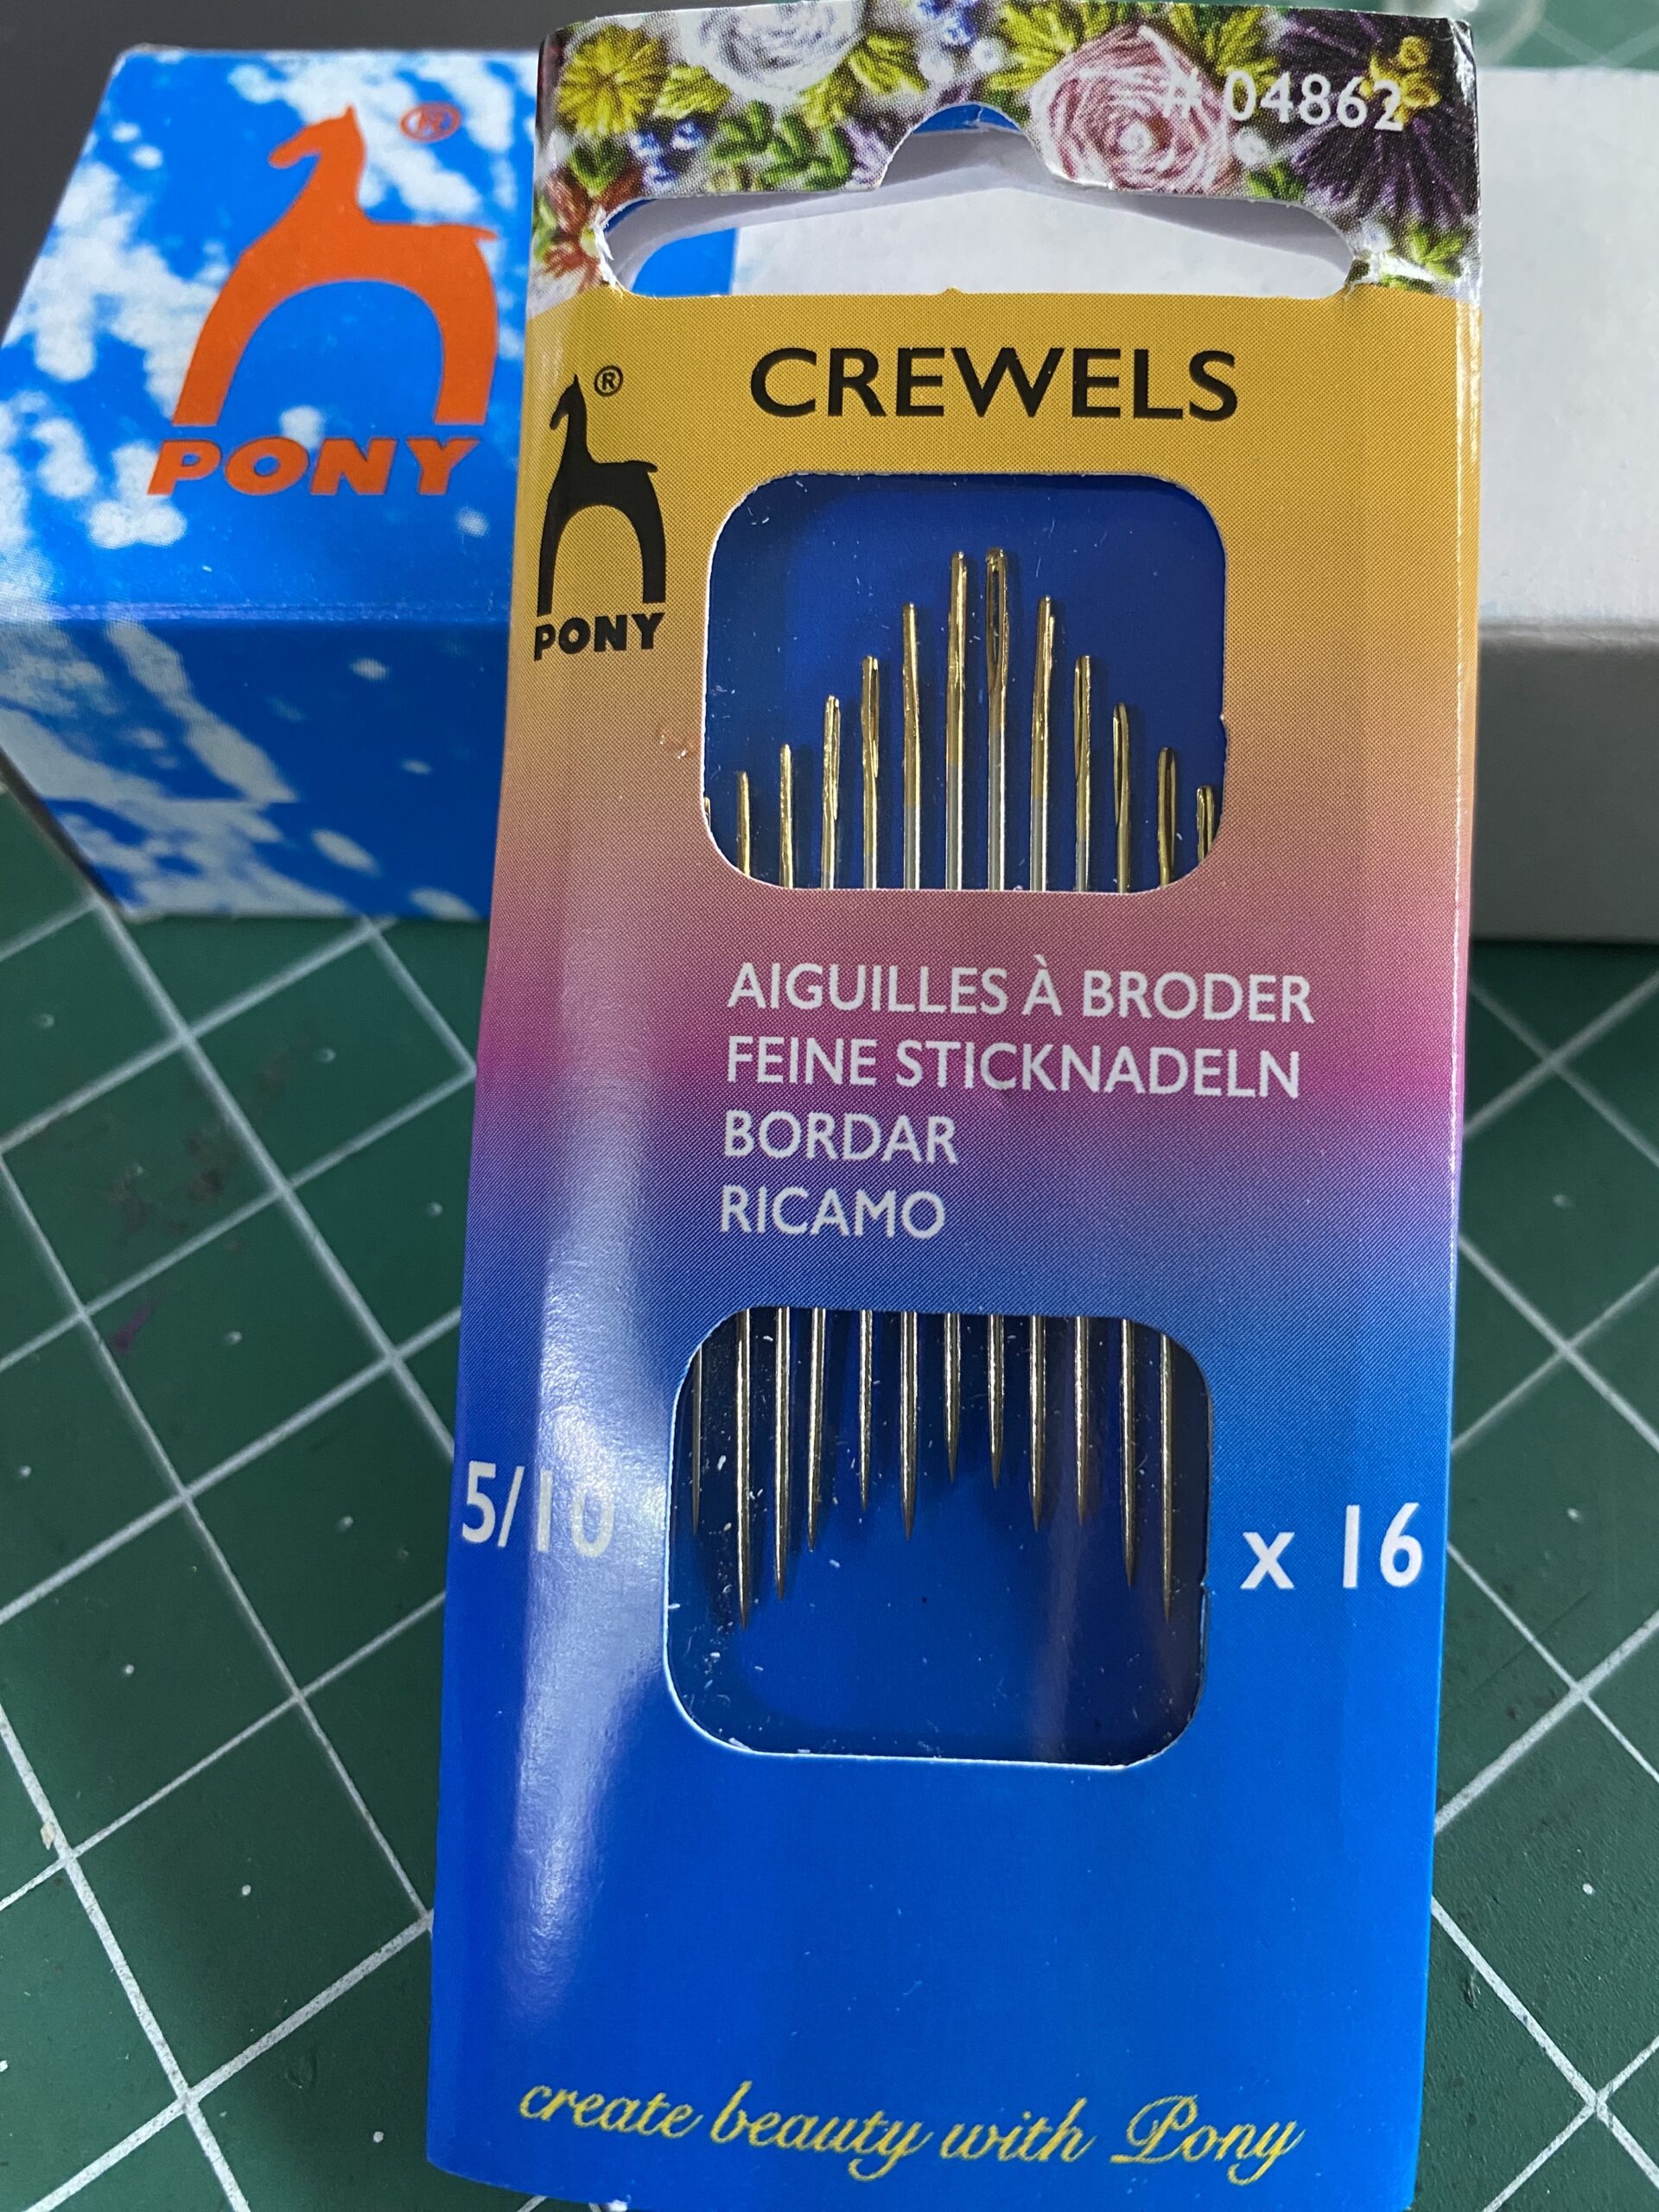 # 04862
®
PONY
CREWELS
®
PONY
AIGUILLES À BRODER
FEINE STICKNADELN
BORDAR
RICAMO
5/10
x 16
create beauty with Pony